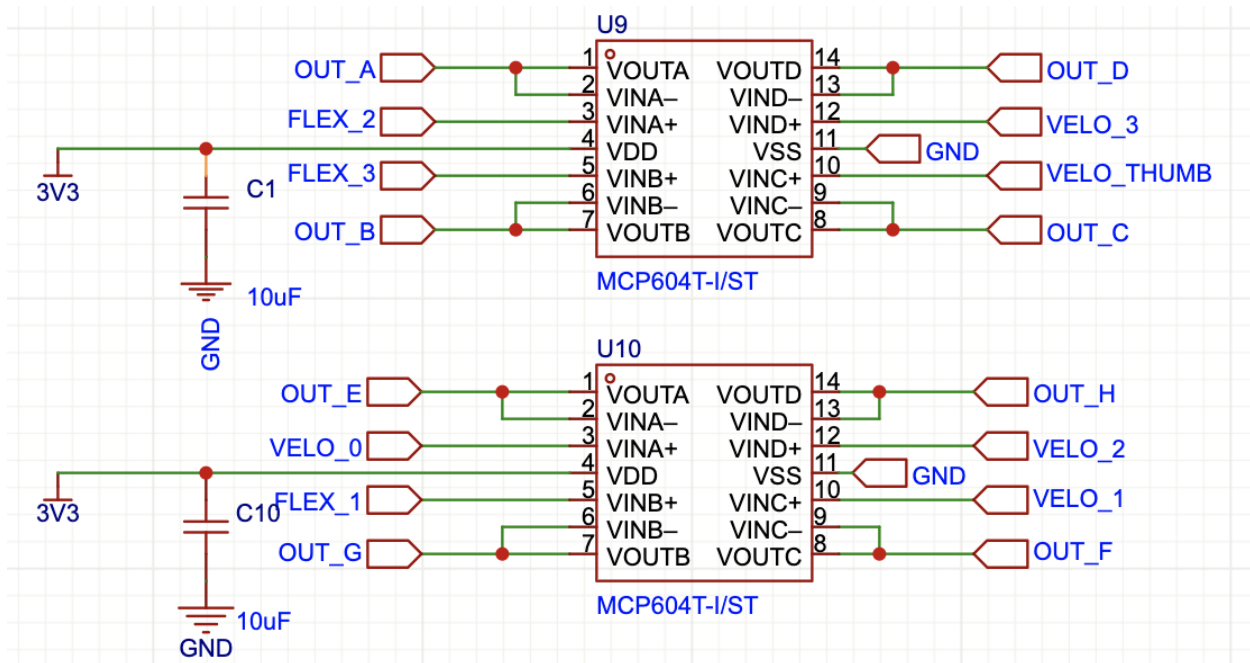 U9
OUT_A
1
VOUTA
VOUTD
14
OUT_D
2
VINA–
VIND–
13
FLEX_2
3
VINA+
VIND+
12
VELO_3
4
VDD
VSS
11
GND
3V3
C1
FLEX_3
5
VINB+
VINC+
10
VELO_THUMB
6
VINB–
VINC–
9
OUT_B
7
VOUTB
VOUTC
8
OUT_C
MCP604T-I/ST
10uF
GND
U10
OUT_E
1
VOUTA
VOUTD
14
OUT_H
2
VINA–
VIND–
13
VELO_0
3
VINA+
VIND+
12
VELO_2
4
VDD
VSS
11
GND
3V3
C10
FLEX_1
5
VINB+
VINC+
10
VELO_1
6
VINB–
VINC–
9
OUT_G
7
VOUTB
VOUTC
8
OUT_F
MCP604T-I/ST
10uF
GND